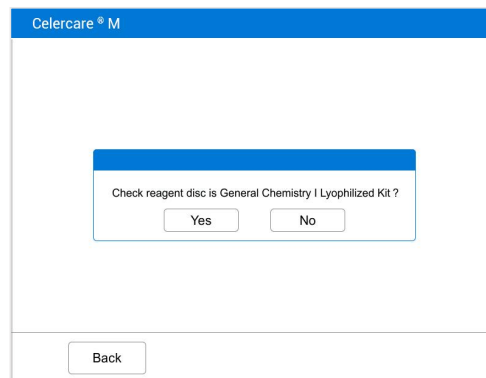 Celercare ® M
Check reagent disc is General Chemistry I Lyophilized Kit ?
Yes No
Back